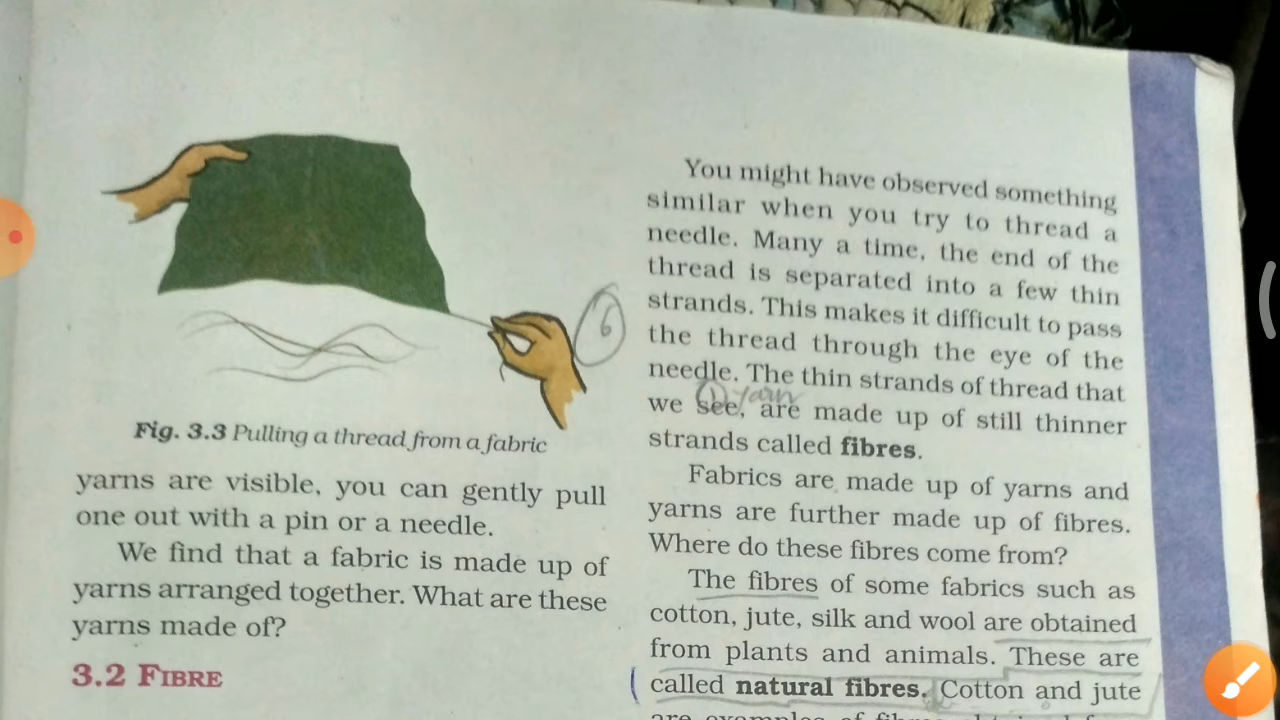 Fig. 3.3 Pulling a thread from a fabric
yarns are visible, you can gently pull
one out with a pin or a needle.
We find that a fabric is made up of
yarns arranged together. What are these
yarns made of?
3.2 FIBRE
6
You might have observed something
similar when you try to thread a
needle. Many a time, the end of the
thread is separated into a few thin
strands. This makes it difficult to pass
the thread through the eye of the
needle. The thin strands of thread that
yarn
we see, are made up of still thinner
strands called fibres.
Fabrics are made up of yarns and
yarns are further made up of fibres.
Where do these fibres come from?
The fibres of some fabrics such as
cotton, jute, silk and wool are obtained
from plants and animals. These are
called natural fibres. Cotton and jute